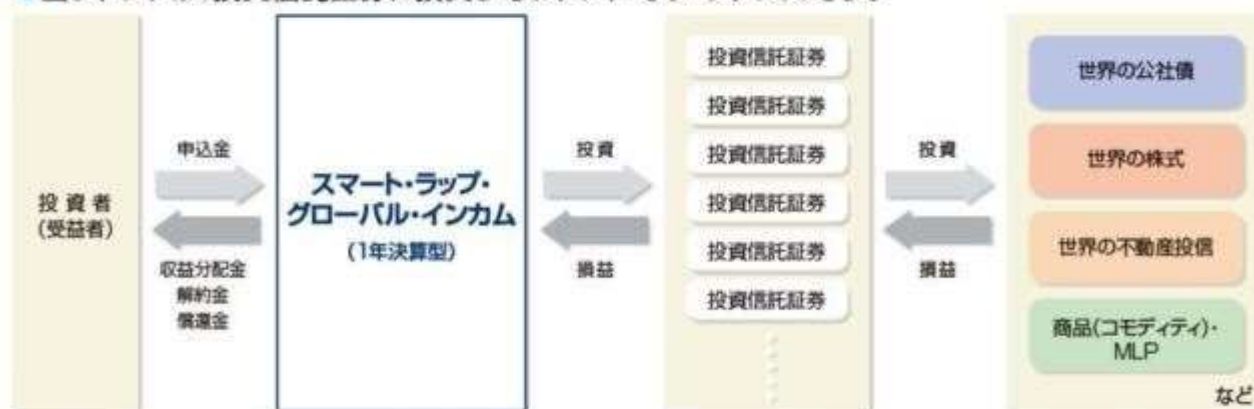 投資者
(受益者)
申込金
収益分配金
解約金
償還金
スマート・ラップ・
グローバル・インカム
(1年決算型)
投資
損益
投資信託証券
投資信託証券
投資信託証券
投資信託証券
投資信託証券
投資信託証券
投資
損益
世界の公社債
世界の株式
世界の不動産投信
商品(コモディティ)・
MLP
など